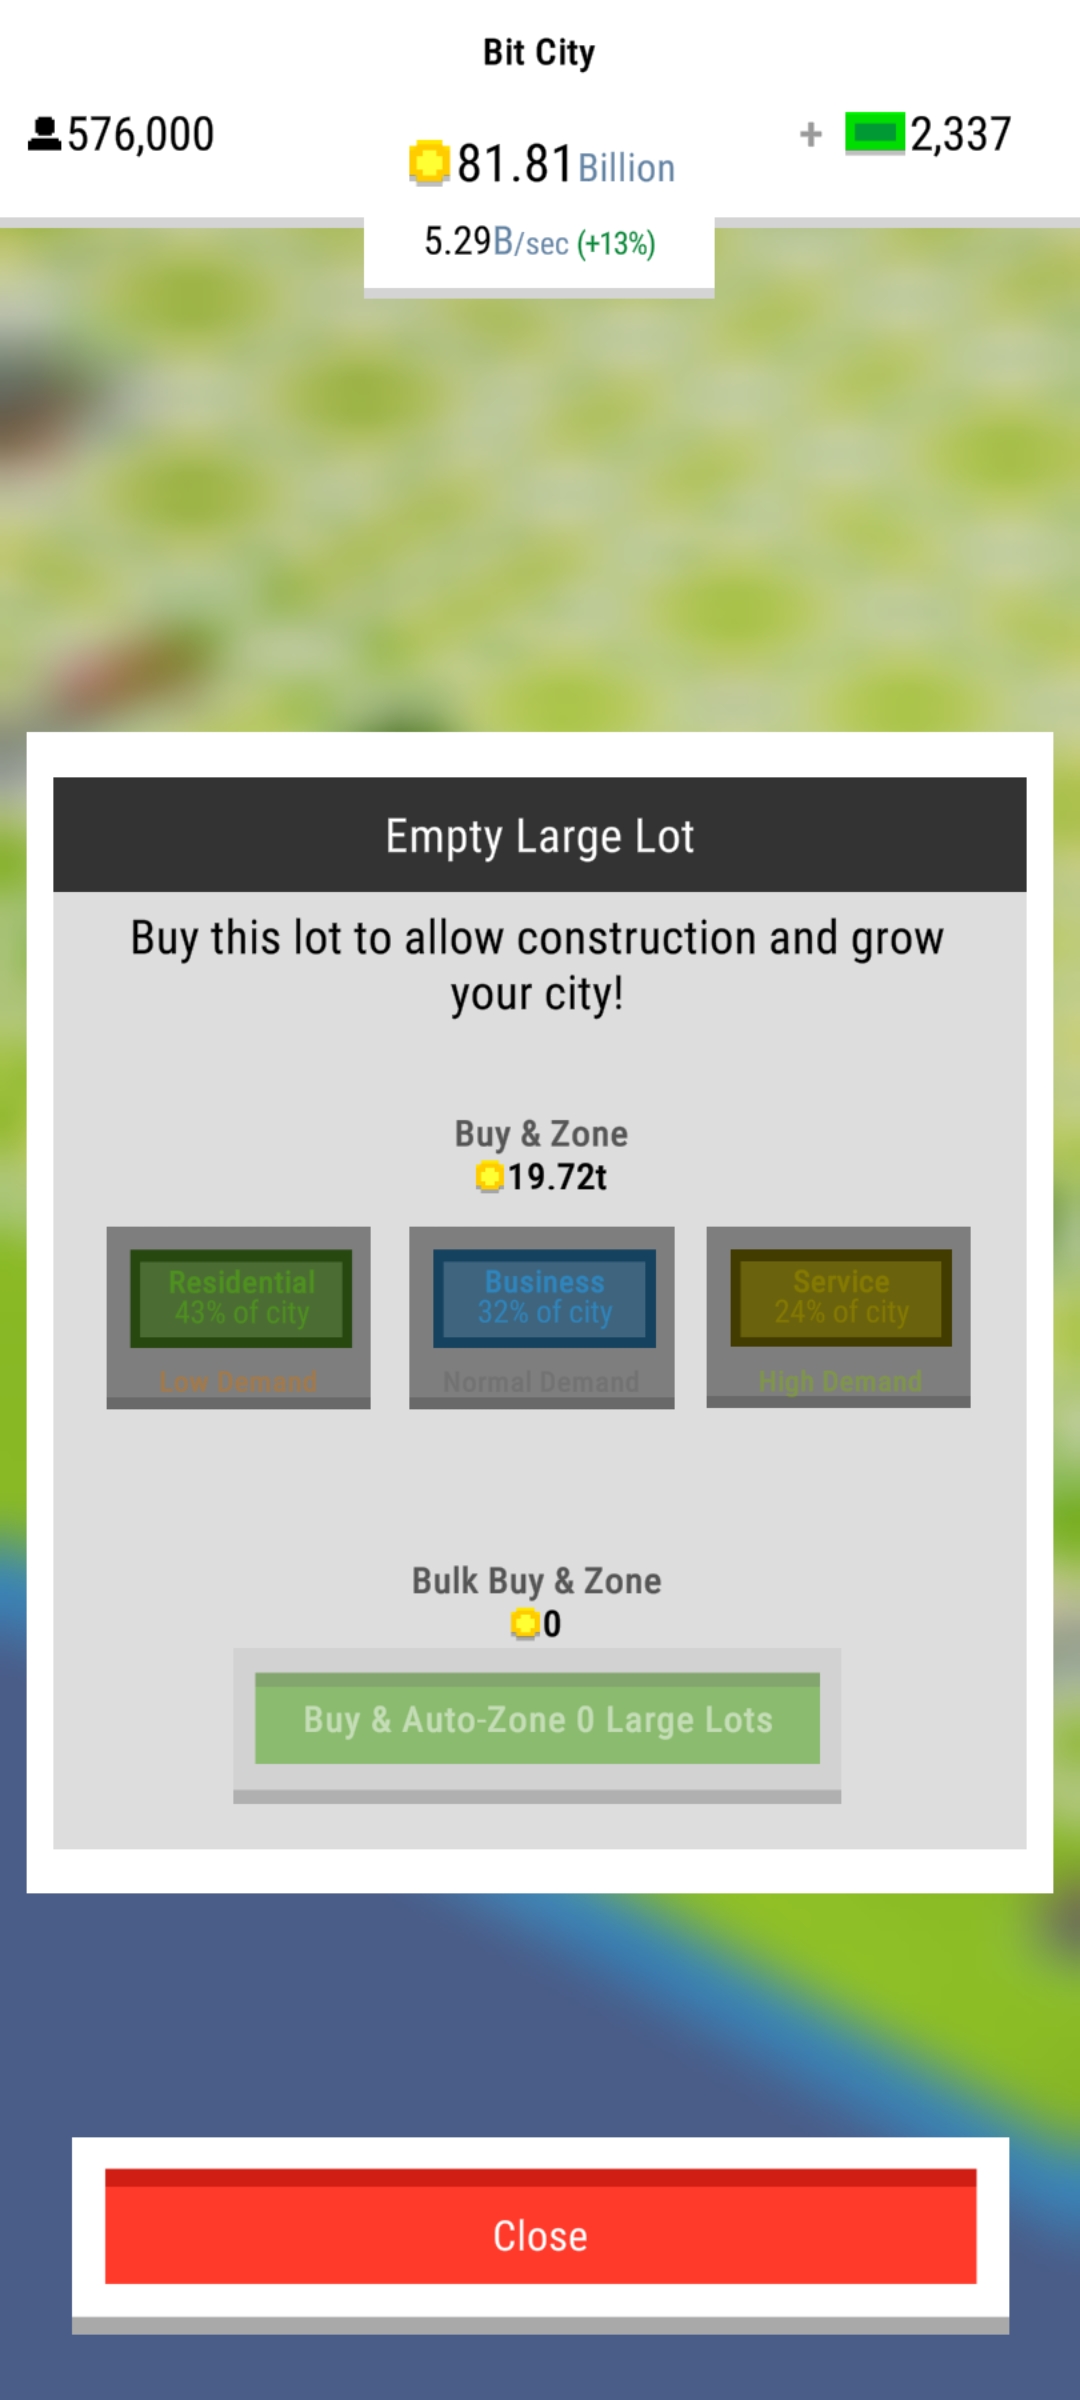 Bit City
576,000
81.81 Billion
+ 2,337
5.29B/sec (+13%)
Empty Large Lot
Buy this lot to allow construction and grow
your city!
Buy & Zone
19.72t
Residential
43% of city
Low Demand
Business
32% of city
Normal Demand
Service
24% of city
High Demand
Bulk Buy & Zone
0
Buy & Auto-Zone 0 Large Lots
Close